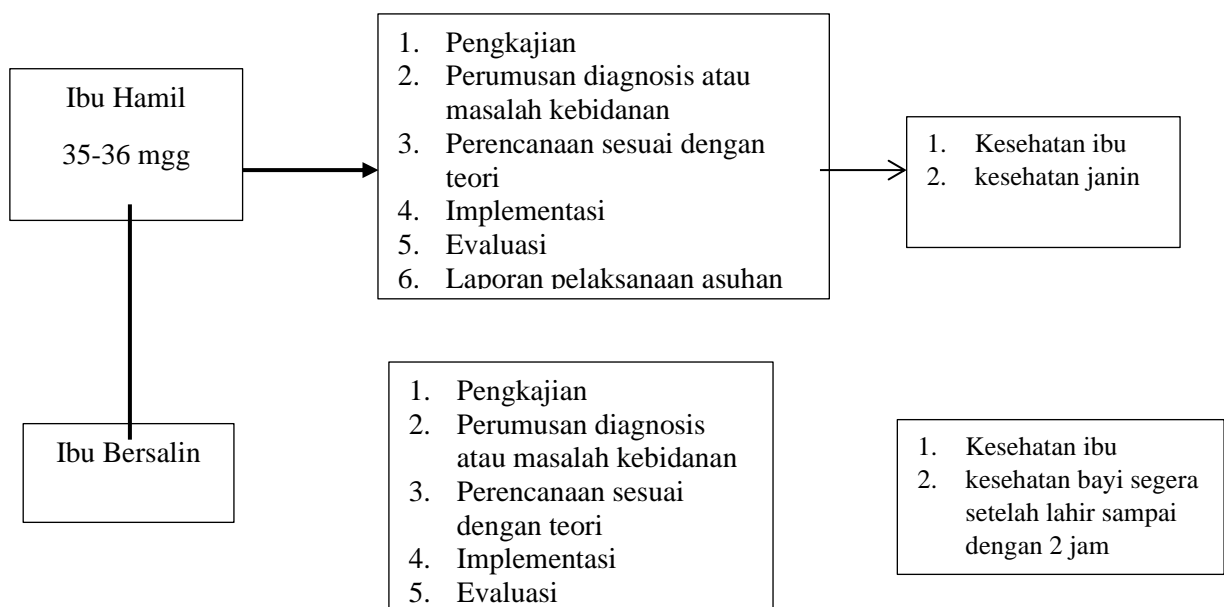 Ibu Hamil
35-36 mgg
1. Pengkajian
2. Perumusan diagnosis atau
masalah kebidanan
3. Perencanaan sesuai dengan
teori
4. Implementasi
5. Evaluasi
6. Laporan pelaksanaan asuhan
1. Kesehatan ibu
2. kesehatan janin
Ibu Bersalin
1. Pengkajian
2. Perumusan diagnosis
atau masalah kebidanan
3. Perencanaan sesuai
dengan teori
4. Implementasi
5. Evaluasi
1. Kesehatan ibu
2. kesehatan bayi segera
setelah lahir sampai
dengan 2 jam